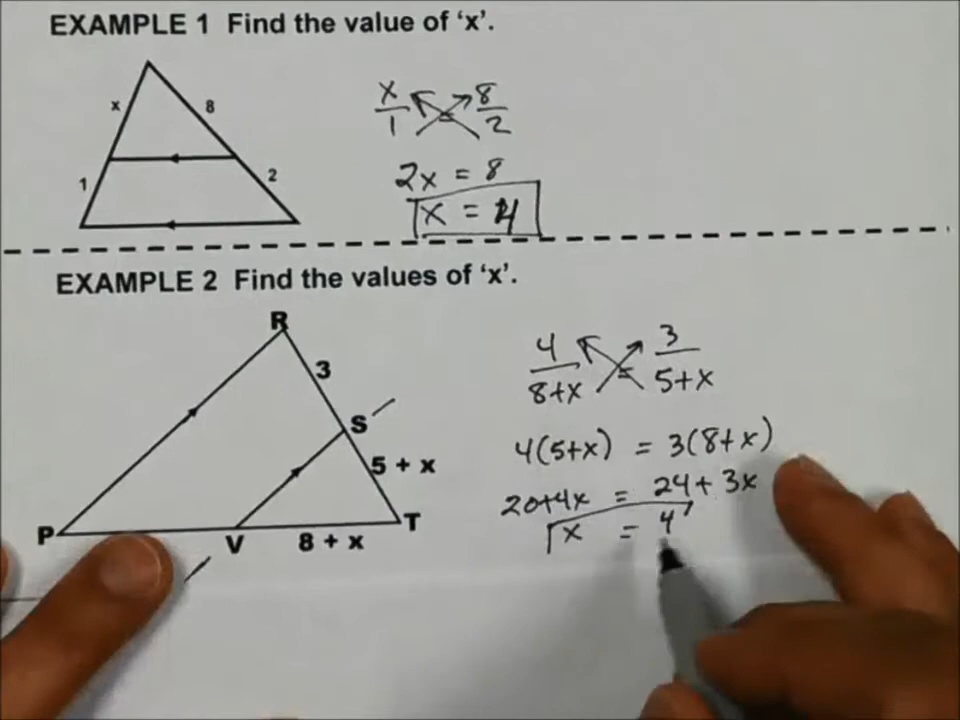 EXAMPLE 1 Find the value of ‘x’.
x 8
1 2
x/1 = 8/2
2x = 8
x = 4
EXAMPLE 2 Find the values of ‘x’.
R
3
S
5 + x
P V 8 + x T
4/8+x = 3/5+x
4(5+x) = 3(8+x)
20+4x = 24+3x
x = 4